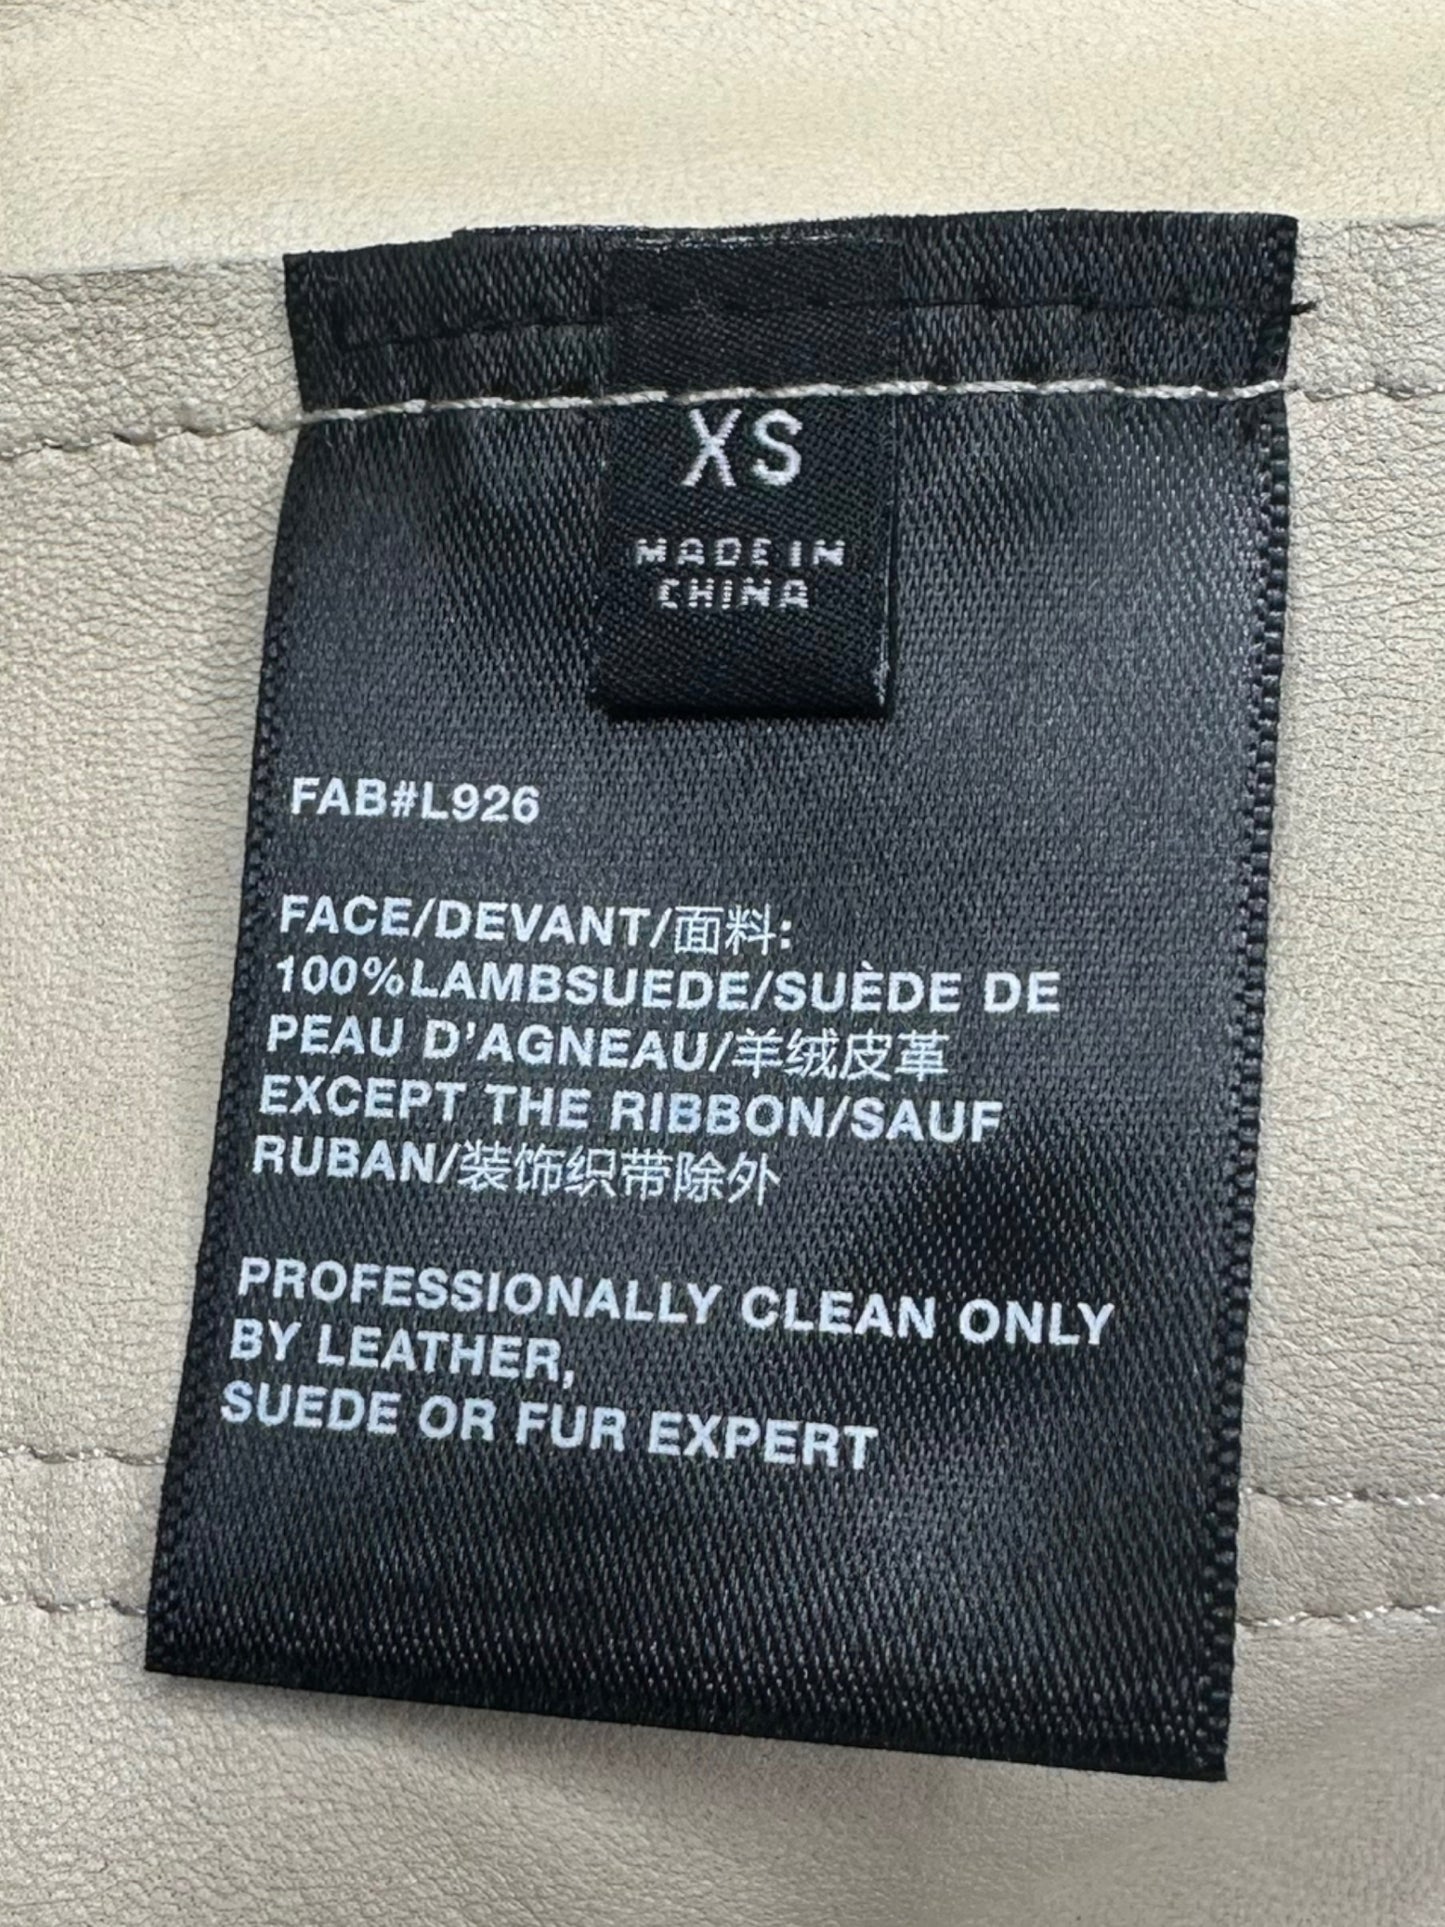 XS
MADE IN
CHINA
FAB#L926
FACE/DEVANT/面料:
100%LAMBSUEDE/SUÈDE DE
PEAU D'AGNEAU/羊绒皮革
EXCEPT THE RIBBON/SAUF
RUBAN/装饰织带除外
PROFESSIONALLY CLEAN ONLY
BY LEATHER,
SUEDE OR FUR EXPERT